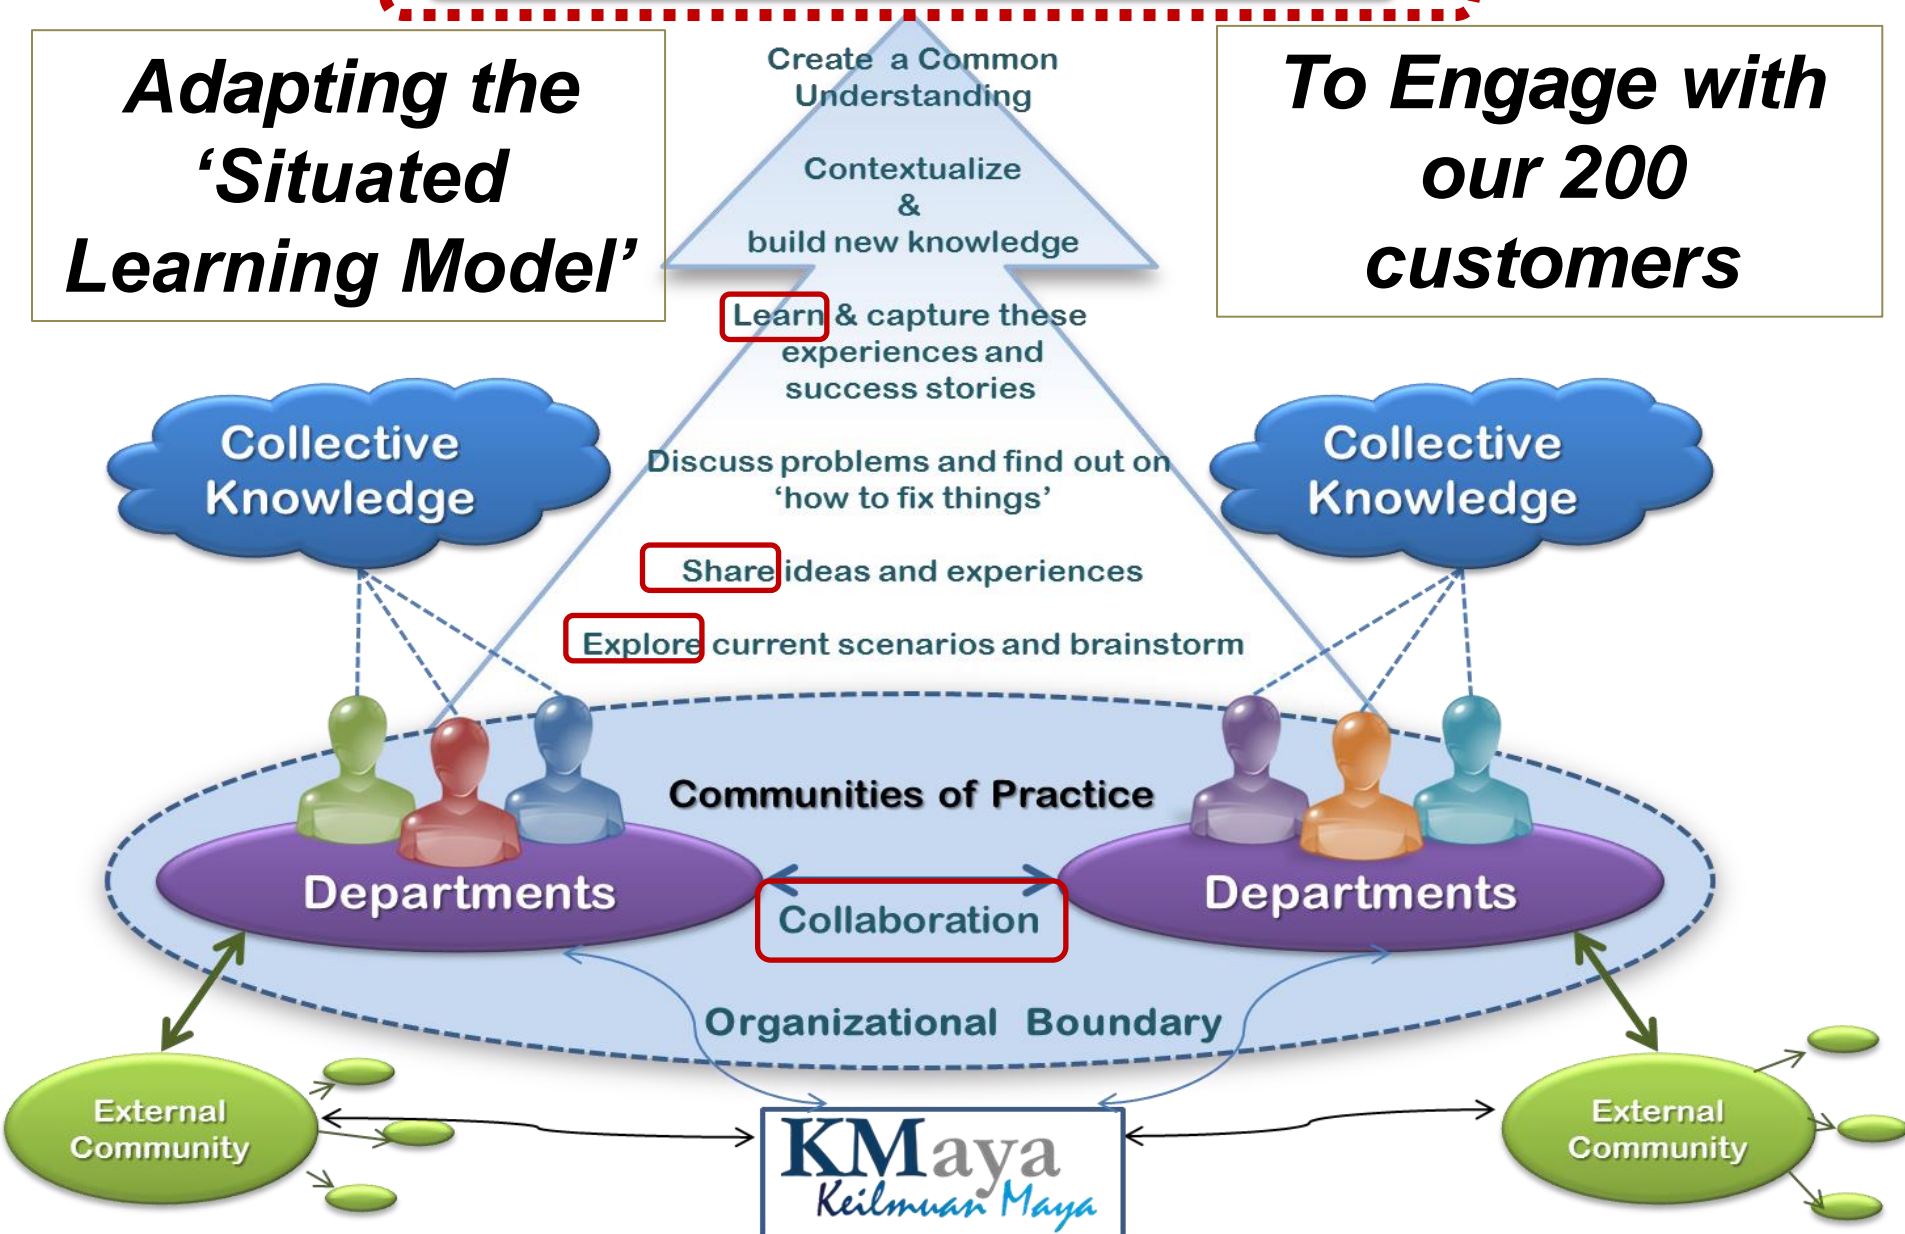 Adapting the
‘Situated
Learning Model’
To Engage with
our 200
customers
Create a Common
Understanding
Contextualize
&
build new knowledge
Learn & capture these
experiences and
success stories
Discuss problems and find out on
‘how to fix things’
Share ideas and experiences
Explore current scenarios and brainstorm
Collective
Knowledge
Collective
Knowledge
Communities of Practice
Departments
Departments
Collaboration
Organizational Boundary
External
Community
External
Community
KMaya
Keilmuan Maya